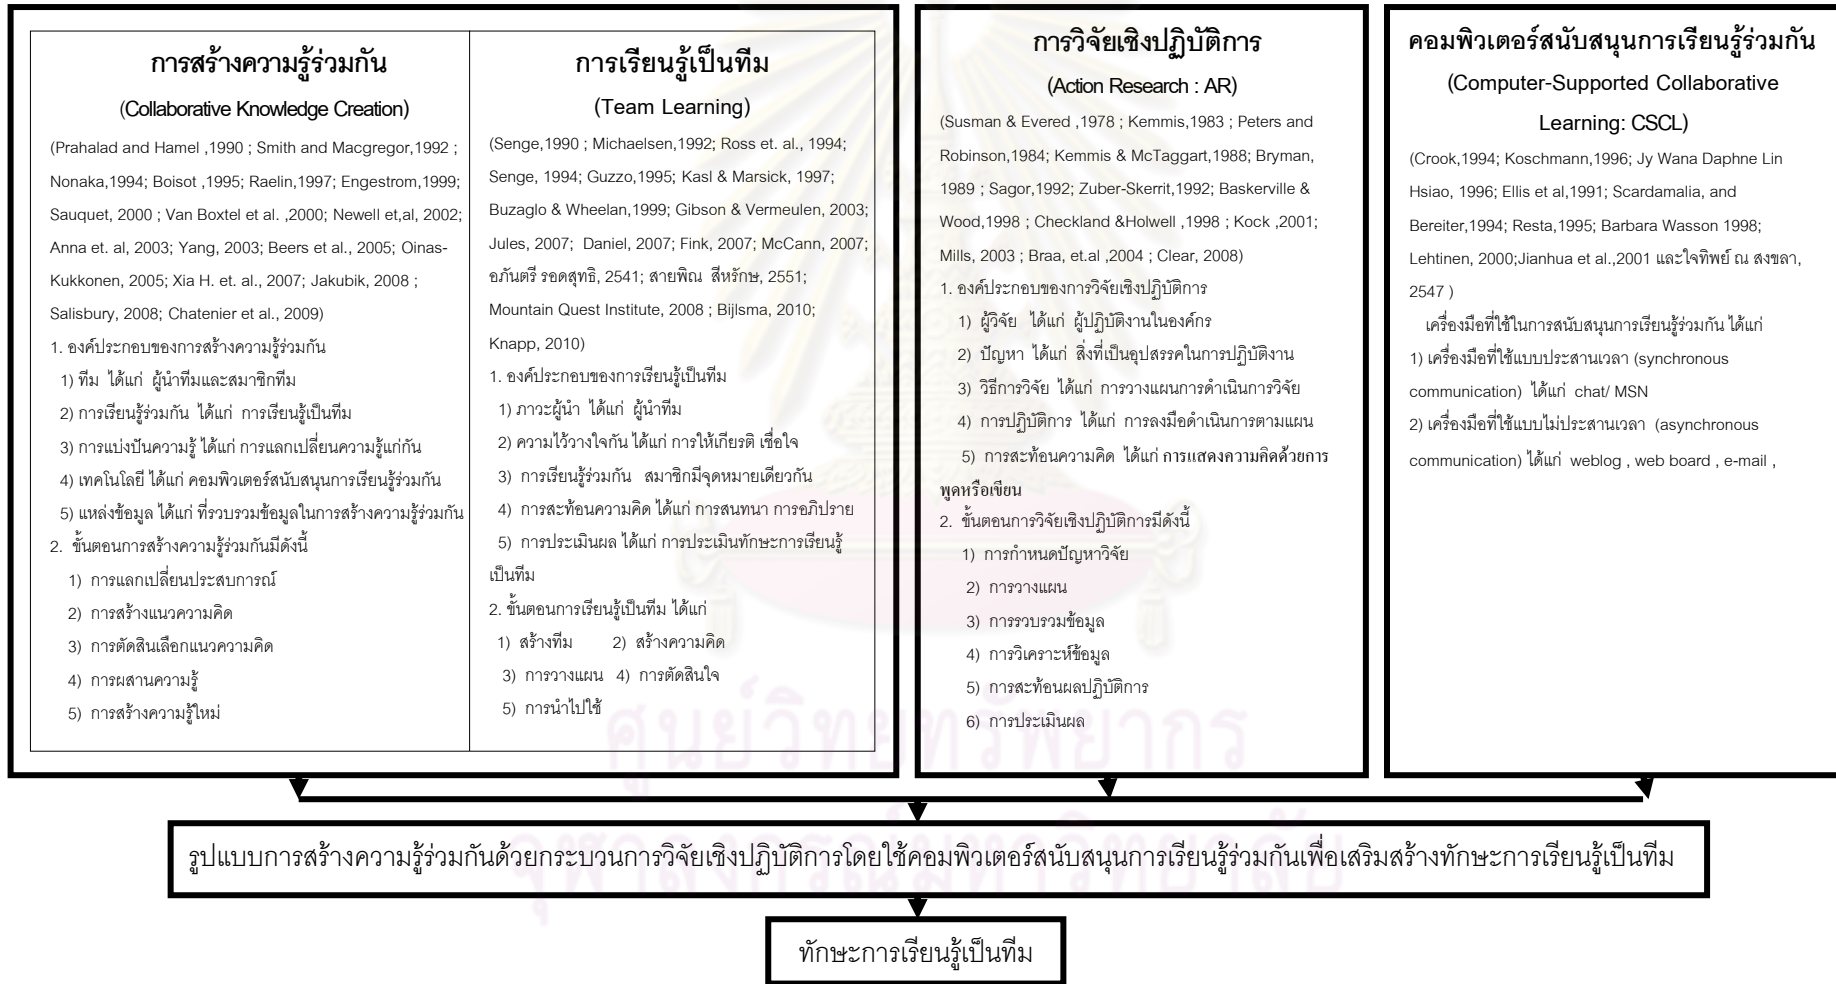 การสร้างความรู้ร่วมกัน
(Collaborative Knowledge Creation)
(Prahalad and Hamel ,1990 ; Smith and Macgregor,1992 ;
Nonaka,1994; Boisot ,1995; Raelin,1997; Engestrom,1999;
Sauquet, 2000 ; Van Boxtel et al. ,2000; Newell et,al, 2002;
Anna et. al, 2003; Yang, 2003; Beers et al., 2005; Oinas-
Kukkonen, 2005; Xia H. et. al., 2007; Jakubik, 2008 ;
Salisbury, 2008; Chatenier et al., 2009)
1. องค์ประกอบของการสร้างความรู้ร่วมกัน
1) ทีม ได้แก่ ผู้นำทีมและสมาชิกทีม
2) การเรียนรู้ร่วมกัน ได้แก่ การเรียนรู้เป็นทีม
3) การแบ่งปันความรู้ ได้แก่ การแลกเปลี่ยนความรู้แก่กัน
4) เทคโนโลยี ได้แก่ คอมพิวเตอร์สนับสนุนการเรียนรู้ร่วมกัน
5) แหล่งข้อมูล ได้แก่ ที่รวบรวมข้อมูลในการสร้างความรู้ร่วมกัน
2. ขั้นตอนการสร้างความรู้ร่วมกันมีดังนี้
1) การแลกเปลี่ยนประสบการณ์
2) การสร้างแนวความคิด
3) การตัดสินเลือกแนวความคิด
4) การผสานความรู้
5) การสร้างความรู้ใหม่
การเรียนรู้เป็นทีม
(Team Learning)
(Senge,1990 ; Michaelsen,1992; Ross et. al., 1994;
Senge, 1994; Guzzo,1995; Kasl & Marsick, 1997;
Buzaglo & Wheelan,1999; Gibson & Vermeulen, 2003;
Jules, 2007; Daniel, 2007; Fink, 2007; McCann, 2007;
อภันตรี รอดสุทธิ, 2541; สายพิณ สีหรักษ, 2551;
Mountain Quest Institute, 2008 ; Bijlsma, 2010;
Knapp, 2010)
1. องค์ประกอบของการเรียนรู้เป็นทีม
1) ภาวะผู้นำ ได้แก่ ผู้นำทีม
2) ความไว้วางใจกัน ได้แก่ การให้เกียรติ เชื่อใจ
3) การเรียนรู้ร่วมกัน สมาชิกมีจุดหมายเดียวกัน
4) การสะท้อนความคิด ได้แก่ การสนทนา การอภิปราย
5) การประเมินผล ได้แก่ การประเมินทักษะการเรียนรู้
เป็นทีม
2. ขั้นตอนการเรียนรู้เป็นทีม ได้แก่
1) สร้างทีม 2) สร้างความคิด
3) การวางแผน 4) การตัดสินใจ
5) การนำไปใช้
การวิจัยเชิงปฏิบัติการ
(Action Research : AR)
(Susman & Evered ,1978 ; Kemmis,1983 ; Peters and
Robinson,1984; Kemmis & McTaggart,1988; Bryman,
1989 ; Sagor,1992; Zuber-Skerrit,1992; Baskerville &
Wood,1998 ; Checkland &Holwell ,1998 ; Kock ,2001;
Mills, 2003 ; Braa, et.al ,2004 ; Clear, 2008)
1. องค์ประกอบของการวิจัยเชิงปฏิบัติการ
1) ผู้วิจัย ได้แก่ ผู้ปฏิบัติงานในองค์กร
2) ปัญหา ได้แก่ สิ่งที่เป็นอุปสรรคในการปฏิบัติงาน
3) วิธีการวิจัย ได้แก่ การวางแผนการดำเนินการวิจัย
4) การปฏิบัติการ ได้แก่ การลงมือดำเนินการตามแผน
5) การสะท้อนความคิด ได้แก่ การแสดงความคิดด้วยการ
พูดหรือเขียน
2. ขั้นตอนการวิจัยเชิงปฏิบัติการมีดังนี้
1) การกำหนดปัญหาวิจัย
2) การวางแผน
3) การรวบรวมข้อมูล
4) การวิเคราะห์ข้อมูล
5) การสะท้อนผลปฏิบัติการ
6) การประเมินผล
คอมพิวเตอร์สนับสนุนการเรียนรู้ร่วมกัน
(Computer-Supported Collaborative
Learning: CSCL)
(Crook,1994; Koschmann,1996; Jy Wana Daphne Lin
Hsiao, 1996; Ellis et al,1991; Scardamalia, and
Bereiter,1994; Resta,1995; Barbara Wasson 1998;
Lehtinen, 2000;Jianhua et al.,2001 และใจทิพย์ ณ สงขลา,
2547 )
เครื่องมือที่ใช้ในการสนับสนุนการเรียนรู้ร่วมกัน ได้แก่
1) เครื่องมือที่ใช้แบบประสานเวลา (synchronous
communication) ได้แก่ chat/ MSN
2) เครื่องมือที่ใช้แบบไม่ประสานเวลา (asynchronous
communication) ได้แก่ weblog , web board , e-mail ,
ศูนย์วิทยทรัพยากร
จุฬาลงกรณ์มหาวิทยาลัย
รูปแบบการสร้างความรู้ร่วมกันด้วยกระบวนการวิจัยเชิงปฏิบัติการโดยใช้คอมพิวเตอร์สนับสนุนการเรียนรู้ร่วมกันเพื่อเสริมสร้างทักษะการเรียนรู้เป็นทีม
ทักษะการเรียนรู้เป็นทีม